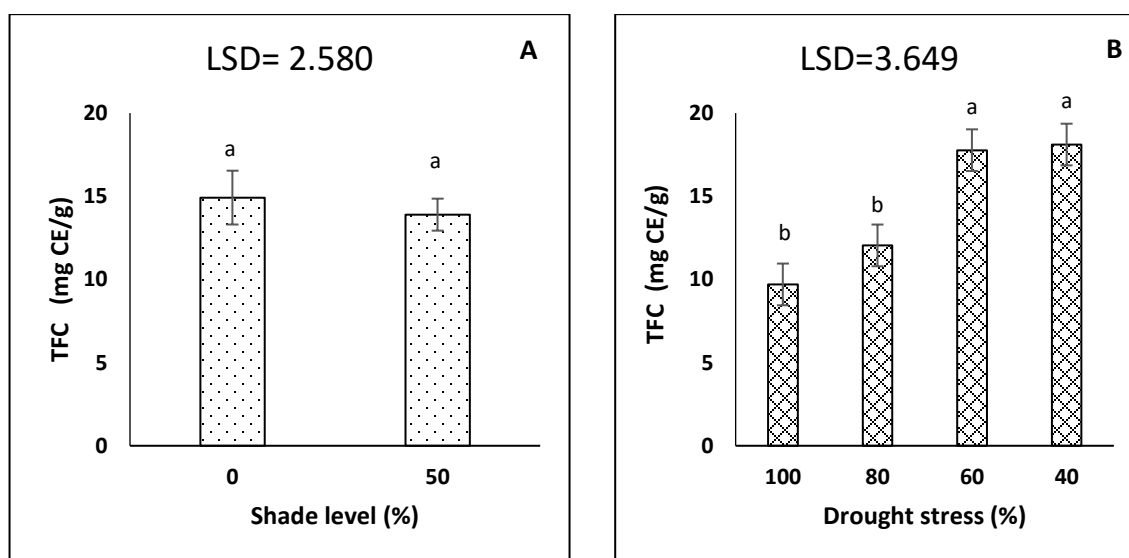 LSD= 2.580
A
TFC (mg CE/g)
20
15
10
5
0
a
a
0
50
Shade level (%)
LSD=3.649
B
TFC (mg CE/g)
20
15
10
5
0
b
b
a
a
100
80
60
40
Drought stress (%)